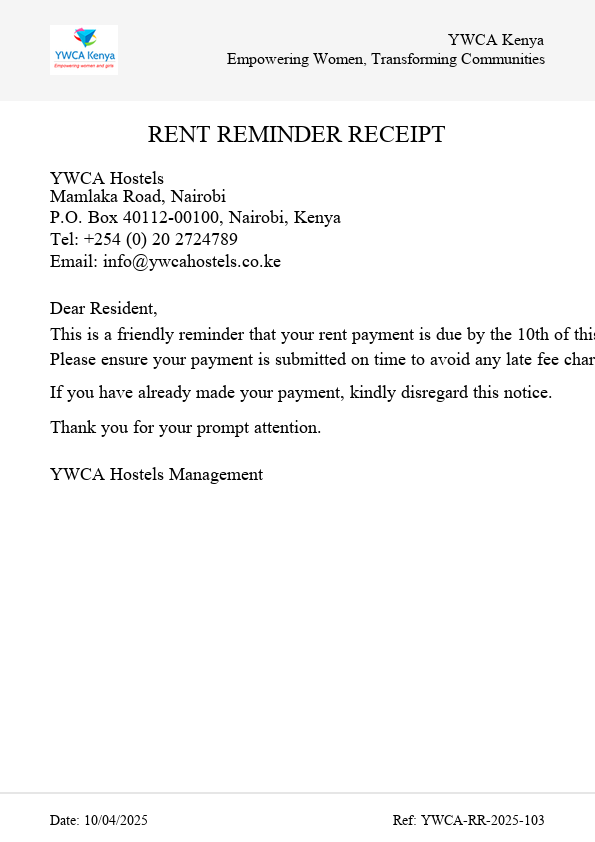 YWCA Kenya
Empowering women and girls
YWCA Kenya
Empowering Women, Transforming Communities
RENT REMINDER RECEIPT
YWCA Hostels
Mamlaka Road, Nairobi
P.O. Box 40112-00100, Nairobi, Kenya
Tel: +254 (0) 20 2724789
Email: info@ywcahostels.co.ke
Dear Resident,
This is a friendly reminder that your rent payment is due by the 10th of this
Please ensure your payment is submitted on time to avoid any late fee char
If you have already made your payment, kindly disregard this notice.
Thank you for your prompt attention.
YWCA Hostels Management
Date: 10/04/2025
Ref: YWCA-RR-2025-103